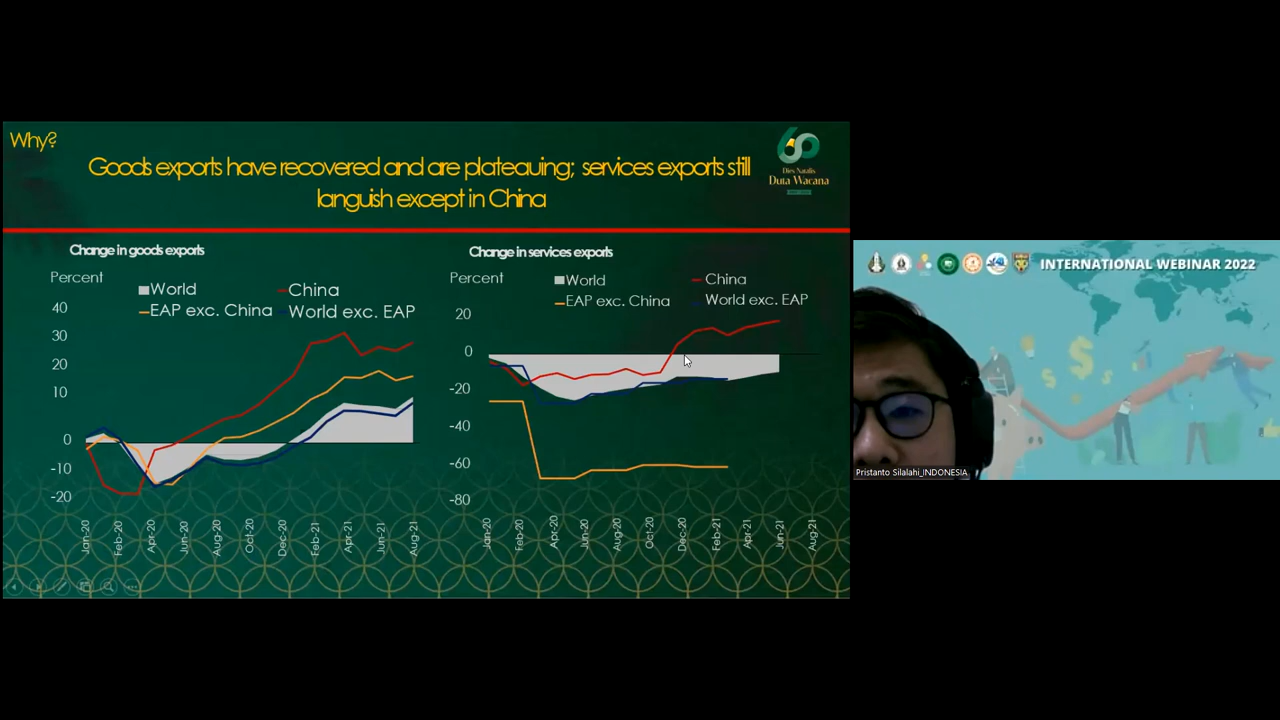 Why?
Goods exports have recovered and are plateauing; services exports still
languish except in China
Dies Natalis
Duta Wacana
Change in goods exports
Percent
World
China
EAP exc. China
World exc. EAP
40
30
20
10
0
-10
-20
Jan-20
Feb-20
Apr-20
Jun-20
Aug-20
Oct-20
Dec-20
Feb-21
Apr-21
Jun-21
Aug-21
Change in services exports
Percent
World
China
EAP exc. China
World exc. EAP
20
0
-20
-40
-60
-80
Jan-20
Feb-20
Apr-20
Jun-20
Aug-20
Oct-20
Dec-20
Feb-21
Apr-21
Jun-21
Aug-21
INTERNATIONAL WEBINAR 2022
Pristanto Silalahi_INDONESIA